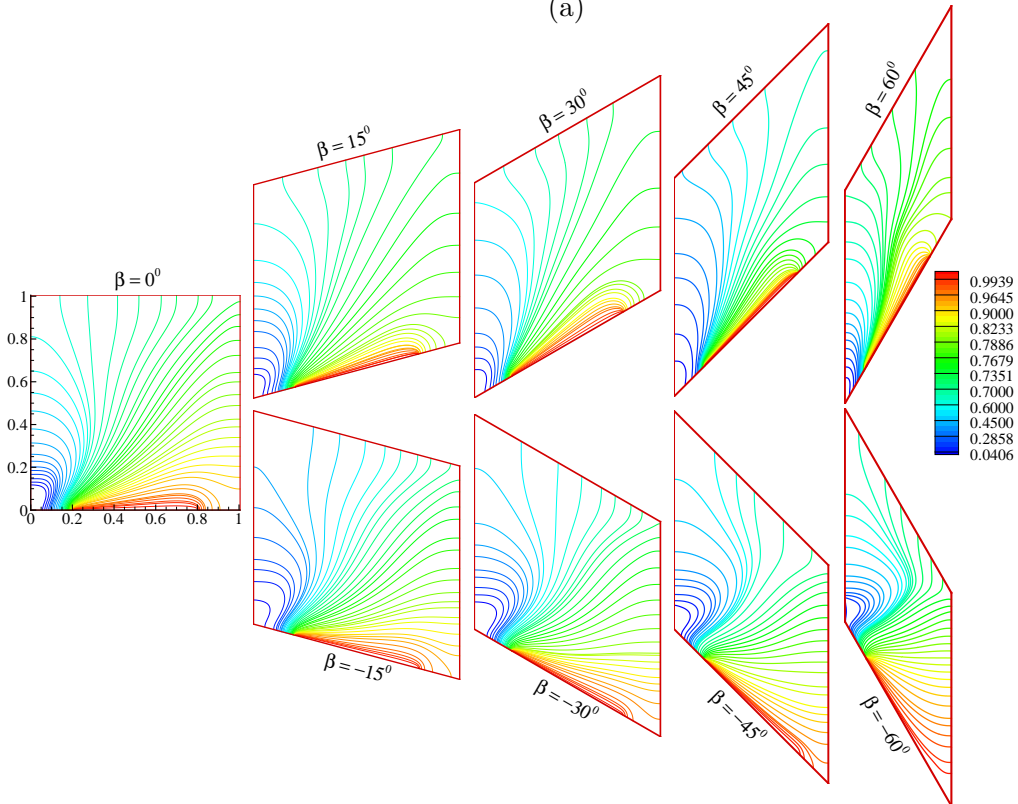 (a)
β = 15⁰
β = 30⁰
β = 45⁰
β = 60⁰
β = 0⁰
1
0.8
0.6
0.4
0.2
0
0 0.2 0.4 0.6 0.8 1
0.9939
0.9645
0.9000
0.8233
0.7886
0.7679
0.7351
0.7000
0.6000
0.4500
0.2858
0.0406
β = −15⁰
β = −30⁰
β = −45⁰
β = −60⁰